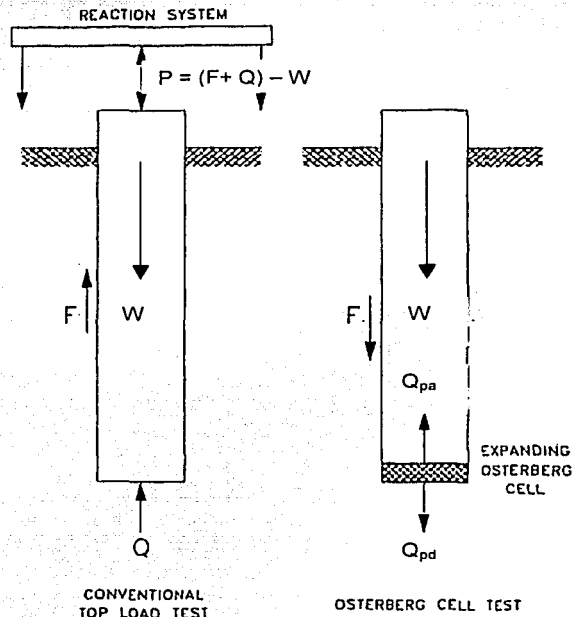 REACTION SYSTEM
P = (F+ Q) – W
F
W
Q
CONVENTIONAL
TOP LOAD TEST
F
W
Qpa
EXPANDING
OSTERBERG
CELL
Qpd
OSTERBERG CELL TEST